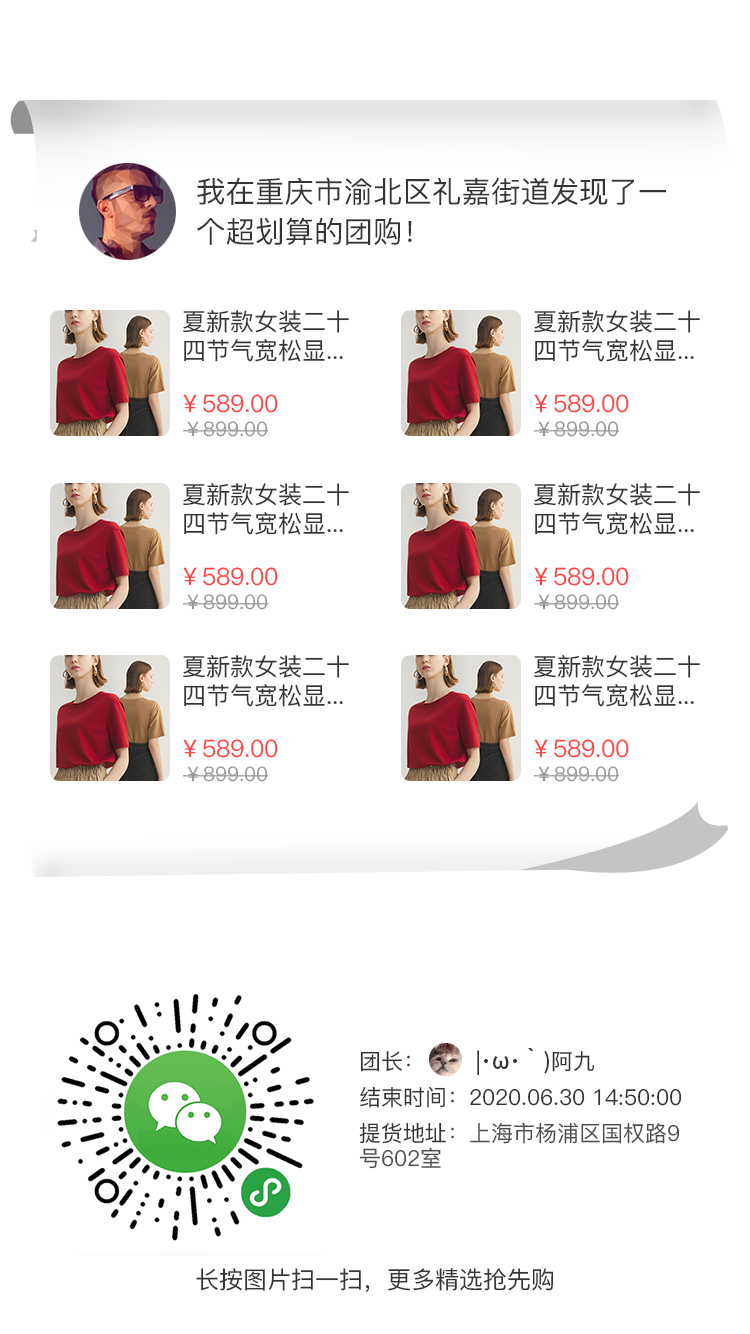 我在重庆市渝北区礼嘉街道发现了一
个超划算的团购！
夏新款女装二十
四节气宽松显...
￥589.00
￥899.00
夏新款女装二十
四节气宽松显...
￥589.00
￥899.00
夏新款女装二十
四节气宽松显...
￥589.00
￥899.00
夏新款女装二十
四节气宽松显...
￥589.00
￥899.00
夏新款女装二十
四节气宽松显...
￥589.00
￥899.00
夏新款女装二十
四节气宽松显...
￥589.00
￥899.00
团长： |·ω·｀)阿九
结束时间：2020.06.30 14:50:00
提货地址：上海市杨浦区国权路9
号602室
长按图片扫一扫，更多精选抢先购